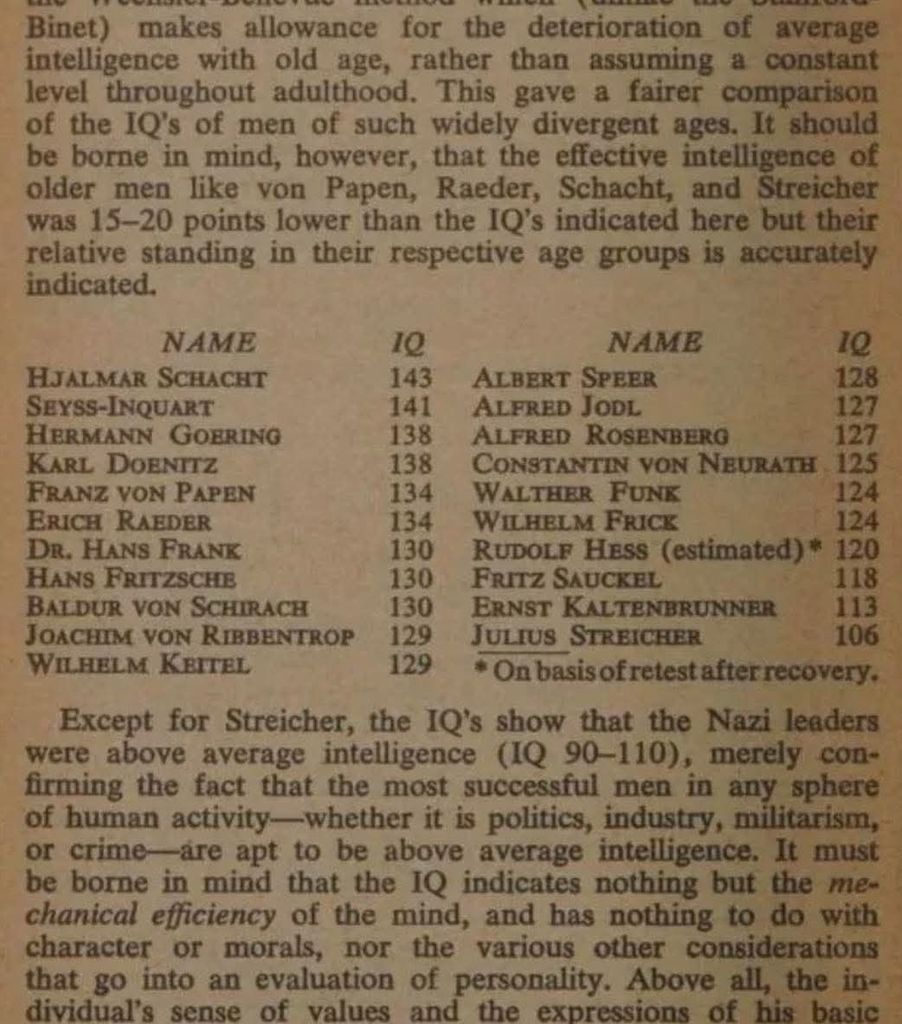 the Wechsler-Bellevue method which (unlike the Stanford-
Binet) makes allowance for the deterioration of average
intelligence with old age, rather than assuming a constant
level throughout adulthood. This gave a fairer comparison
of the IQ's of men of such widely divergent ages. It should
be borne in mind, however, that the effective intelligence of
older men like von Papen, Raeder, Schacht, and Streicher
was 15–20 points lower than the IQ's indicated here but their
relative standing in their respective age groups is accurately
indicated.
NAME IQ NAME IQ
HJALMAR SCHACHT 143 ALBERT SPEER 128
SEYSS-INQUART 141 ALFRED JODL 127
HERMANN GOERING 138 ALFRED ROSENBERG 127
KARL DOENITZ 138 CONSTANTIN VON NEURATH 125
FRANZ VON PAPEN 134 WALTHER FUNK 124
ERICH RAEDER 134 WILHELM FRICK 124
DR. HANS FRANK 130 RUDOLF HESS (estimated)* 120
HANS FRITZSCHE 130 FRITZ SAUCKEL 118
BALDUR VON SCHIRACH 130 ERNST KALTENBRUNNER 113
JOACHIM VON RIBBENTROP 129 JULIUS STREICHER 106
WILHELM KEITEL 129 * On basis of retest after recovery.
Except for Streicher, the IQ's show that the Nazi leaders
were above average intelligence (IQ 90–110), merely con-
firming the fact that the most successful men in any sphere
of human activity—whether it is politics, industry, militarism,
or crime—are apt to be above average intelligence. It must
be borne in mind that the IQ indicates nothing but the me-
chanical efficiency of the mind, and has nothing to do with
character or morals, nor the various other considerations
that go into an evaluation of personality. Above all, the in-
dividual's sense of values and the expressions of his basic